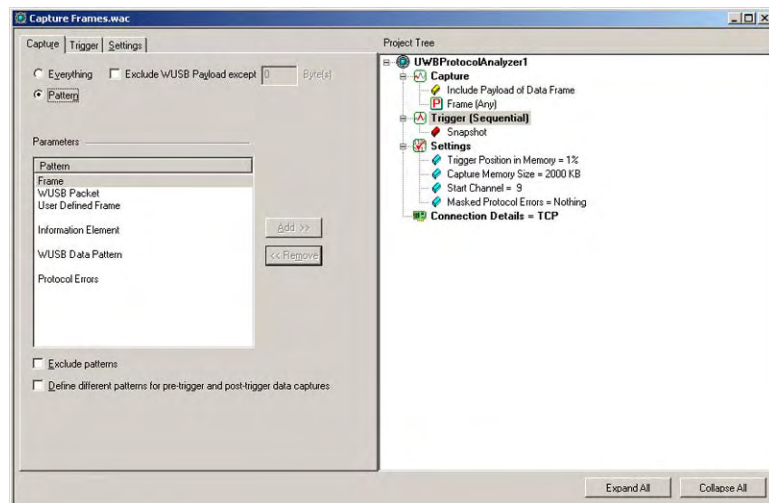 Capture Frames.wac
Capture Trigger Settings
Everything Exclude WUSB Payload except 0 Byte(s)
Pattern
Parameters
Pattern
Frame
WUSB Packet
User Defined Frame
Information Element
WUSB Data Pattern
Protocol Errors
Add >>
<< Remove
Exclude patterns
Define different patterns for pre-trigger and post-trigger data captures
Project Tree
UWBProtocolAnalyzer1
Capture
Include Payload of Data Frame
P Frame (Any)
Trigger (Sequential)
Snapshot
Settings
Trigger Position in Memory = 1%
Capture Memory Size = 2000 KB
Start Channel = 9
Masked Protocol Errors = Nothing
Connection Details = TCP
Expand All Collapse All